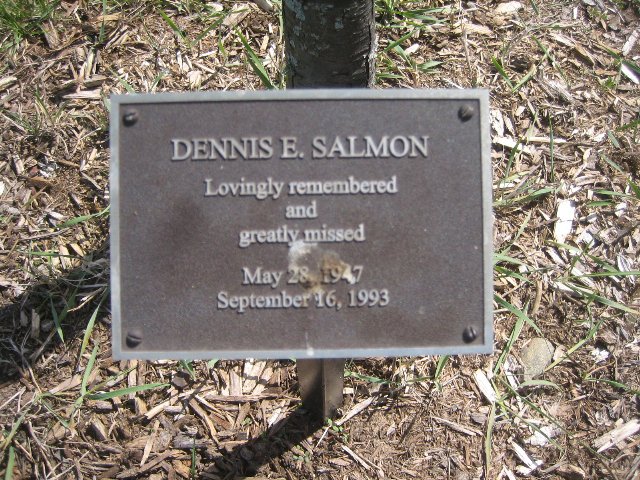 DENNIS E. SALMON
Lovingly remembered
and
greatly missed
May 28, 1947
September 16, 1993